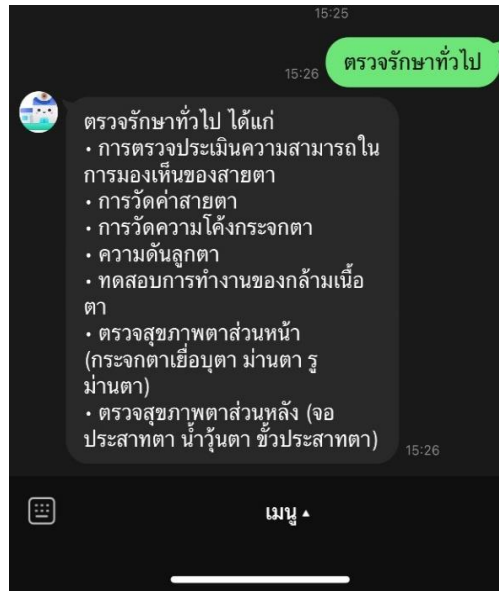 15:25
15:26
ตรวจรักษาทั่วไป
ตรวจรักษาทั่วไป ได้แก่
• การตรวจประเมินความสามารถใน
การมองเห็นของสายตา
• การวัดค่าสายตา
• การวัดความโค้งกระจกตา
• ความดันลูกตา
• ทดสอบการทำงานของกล้ามเนื้อ
ตา
• ตรวจสุขภาพตาส่วนหน้า
(กระจกตาเยื่อบุตา ม่านตา รู
ม่านตา)
• ตรวจสุขภาพตาส่วนหลัง (จอ
ประสาทตา น้ำวุ้นตา ขั้วประสาทตา)
15:26
เมนู ▴